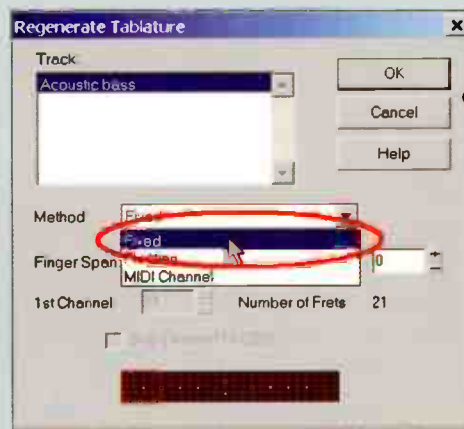 Regenerate Tablature
Track
Acoustic bass
OK
Cancel
Help
Method Fixed
Fixed
Finger Span
0
MIDI Channel
1st Channel
Number of Frets 21